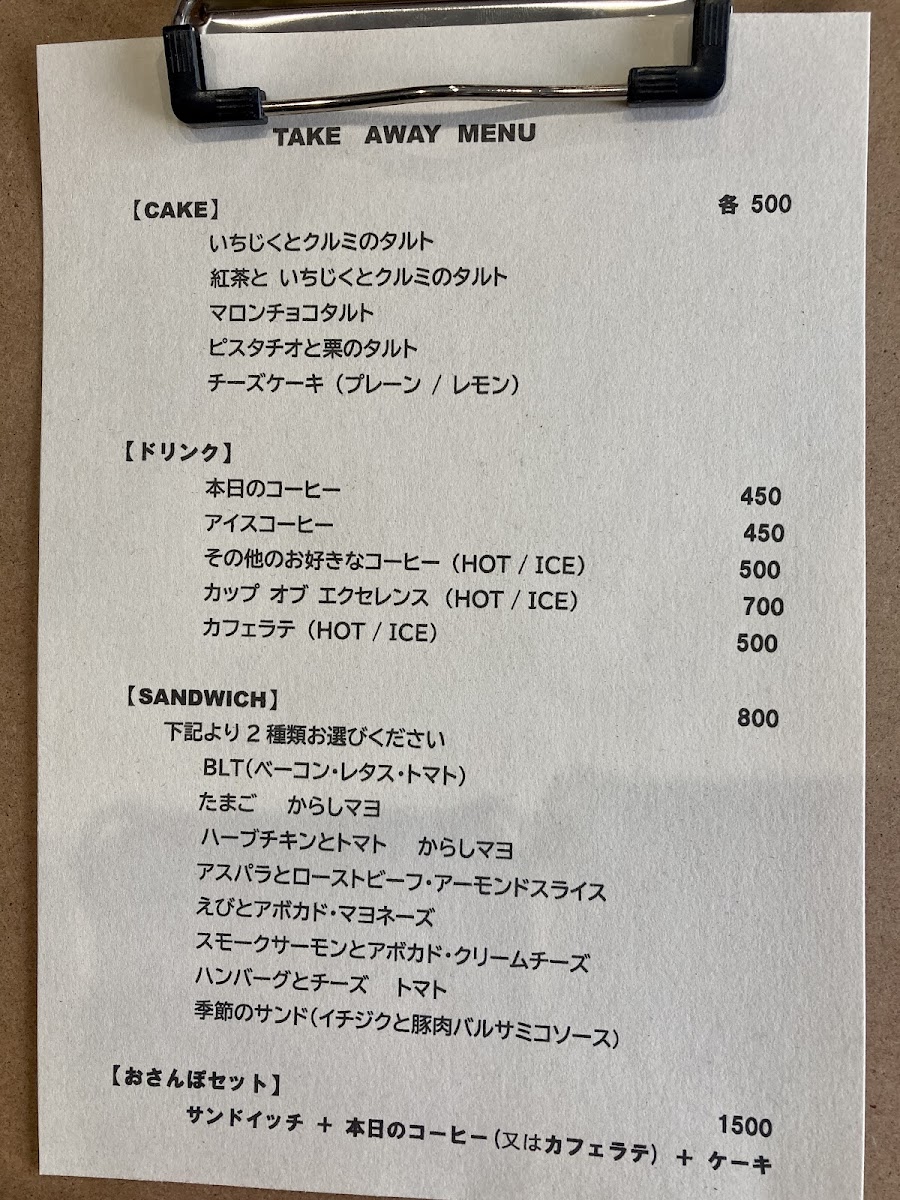 TAKE AWAY MENU
【CAKE】 各 500
いちじくとクルミのタルト
紅茶と いちじくとクルミのタルト
マロンチョコタルト
ピスタチオと栗のタルト
チーズケーキ（プレーン / レモン）
【ドリンク】
本日のコーヒー 450
アイスコーヒー 450
その他のお好きなコーヒー（HOT / ICE） 500
カップ オブ エクセレンス（HOT / ICE） 700
カフェラテ（HOT / ICE） 500
【SANDWICH】 800
下記より2種類お選びください
BLT(ベーコン・レタス・トマト)
たまご からしマヨ
ハーブチキンとトマト からしマヨ
アスパラとローストビーフ・アーモンドスライス
えびとアボカド・マヨネーズ
スモークサーモンとアボカド・クリームチーズ
ハンバーグとチーズ トマト
季節のサンド(イチジクと豚肉バルサミコソース)
【おさんぽセット】 1500
サンドイッチ + 本日のコーヒー(又はカフェラテ) + ケーキ